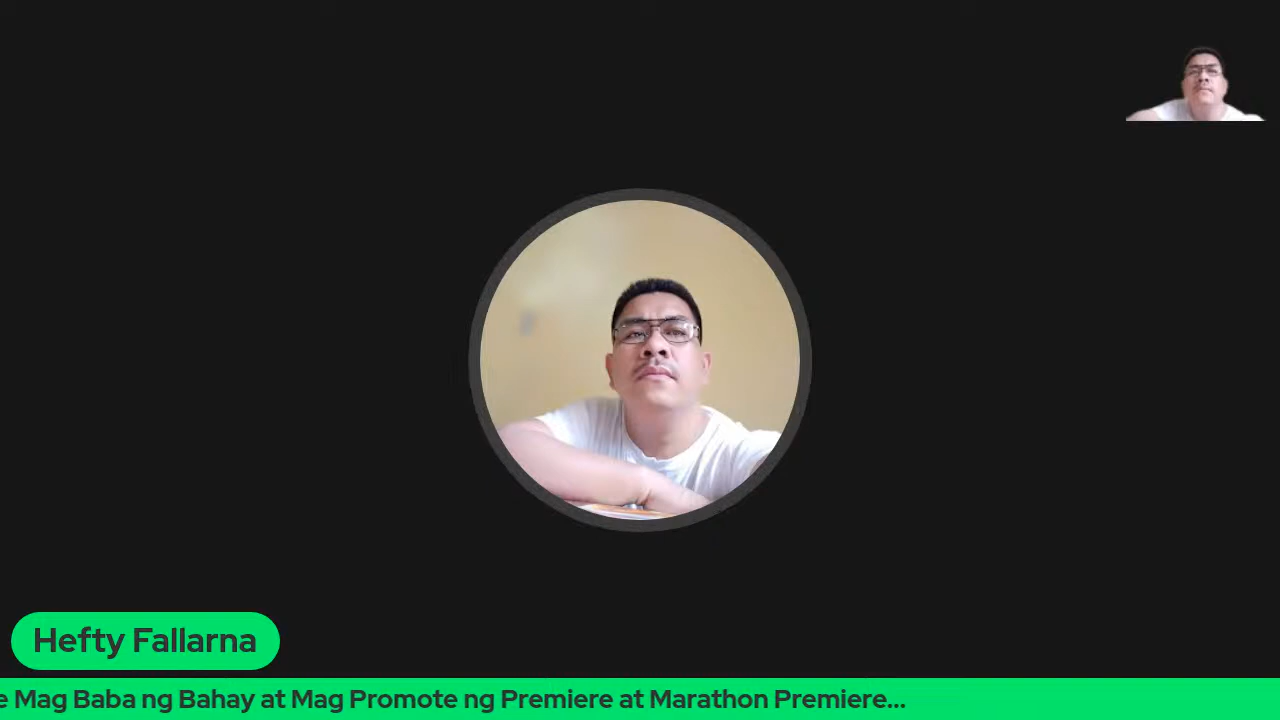 Hefty Fallarna
e Mag Baba ng Bahay at Mag Promote ng Premiere at Marathon Premiere...